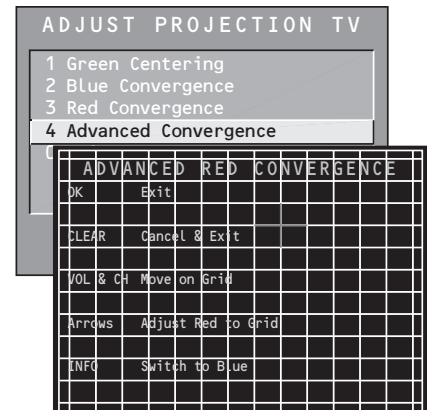 ADJUST PROJECTION TV
1 Green Centering
2 Blue Convergence
3 Red Convergence
4 Advanced Convergence
ADVANCED RED CONVERGENCE
OK Exit
CLEAR Cancel & Exit
VOL & CH Move on Grid
Arrows Adjust Red to Grid
INFO Switch to Blue